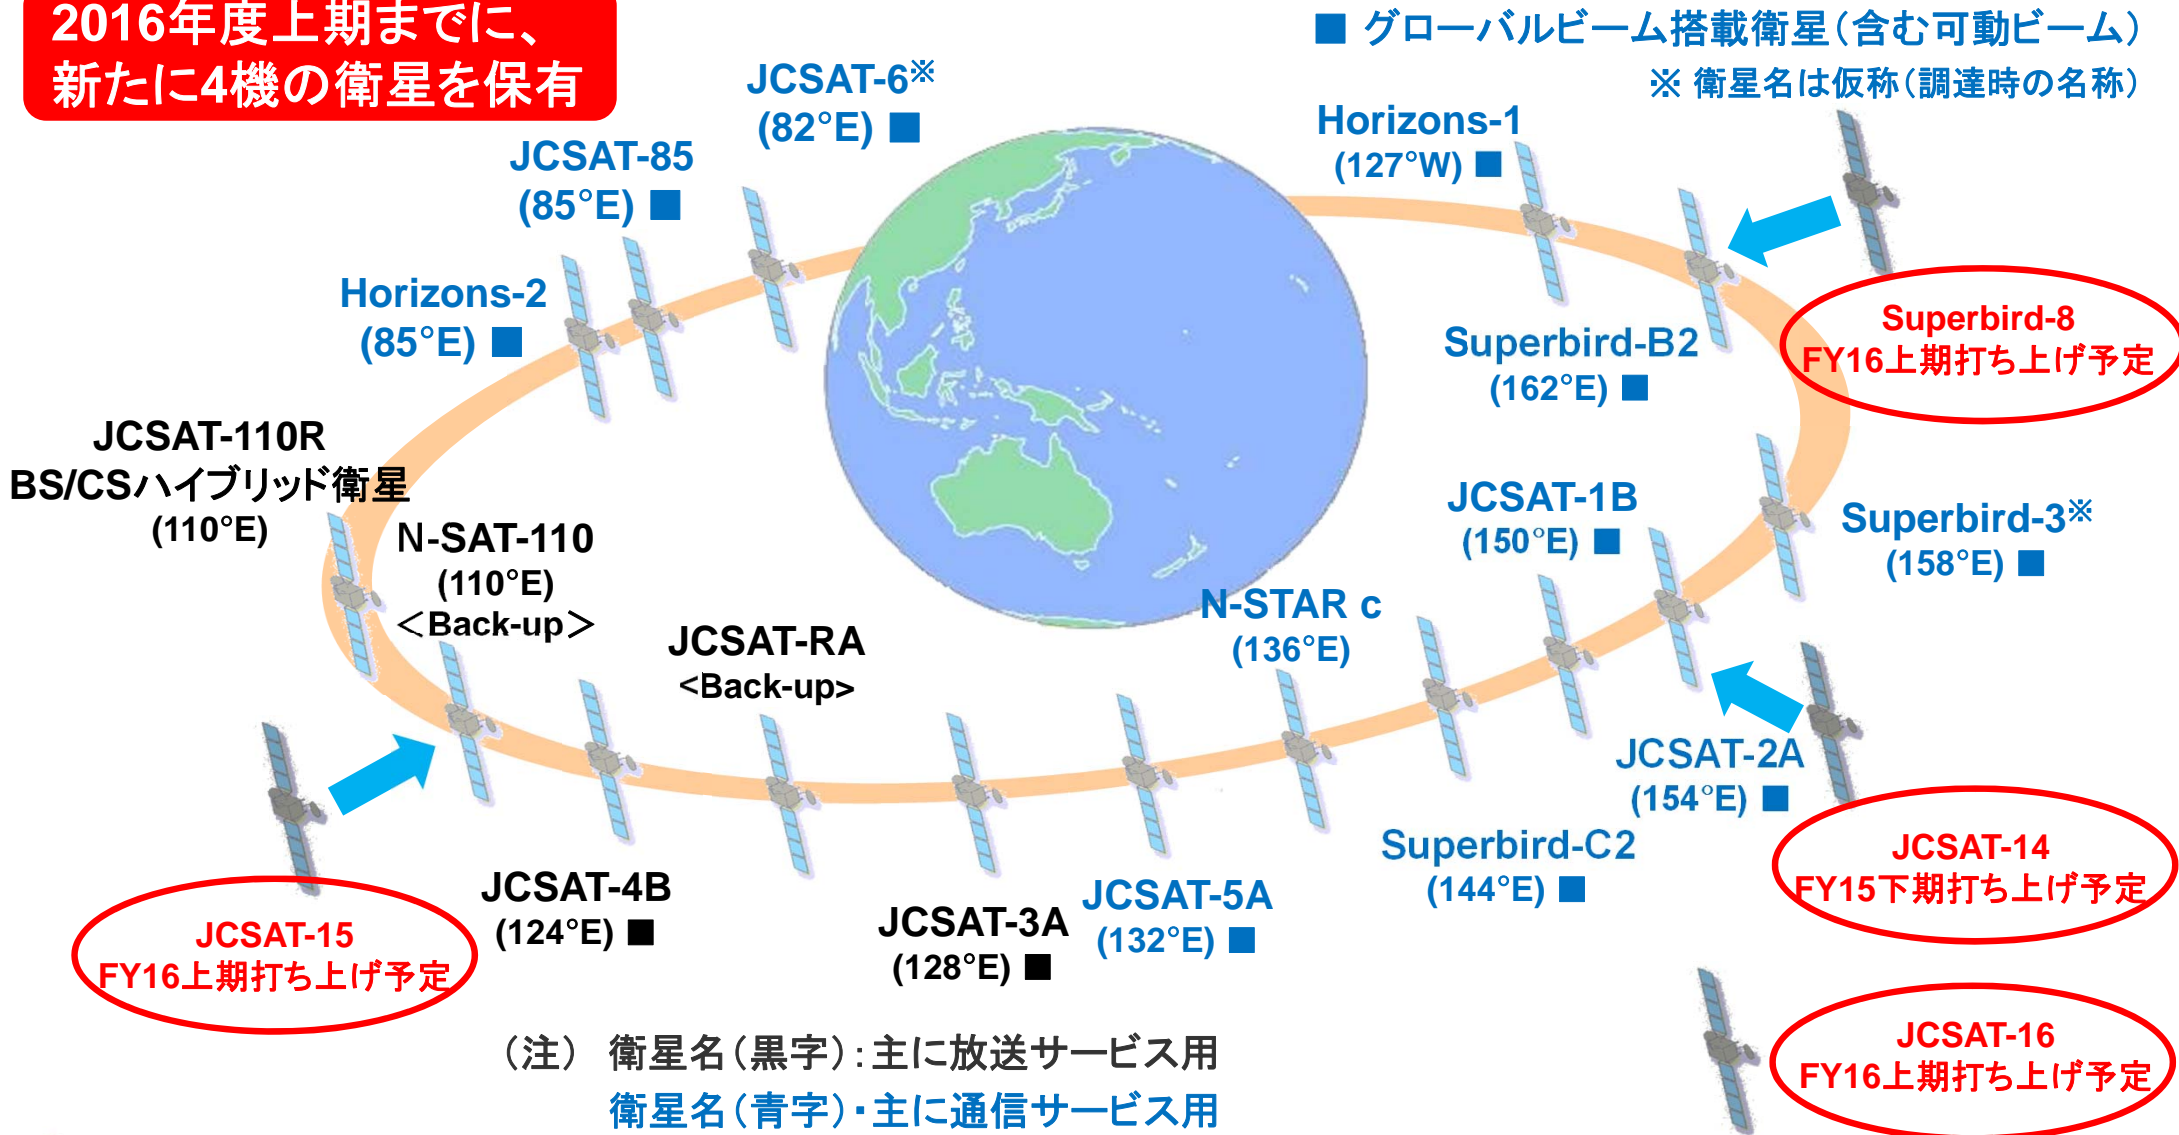 2016年度上期までに、
新たに4機の衛星を保有
■ グローバルビーム搭載衛星（含む可動ビーム）
※ 衛星名は仮称（調達時の名称）
JCSAT-6※
(82°E) ■
Horizons-1
(127°W) ■
JCSAT-85
(85°E) ■
Horizons-2
(85°E) ■
Superbird-8
FY16上期打ち上げ予定
Superbird-B2
(162°E) ■
JCSAT-110R
BS/CSハイブリッド衛星
(110°E)
N-SAT-110
(110°E)
＜Back-up＞
JCSAT-1B
(150°E) ■
Superbird-3※
(158°E) ■
N-STAR c
(136°E)
JCSAT-RA
<Back-up>
JCSAT-2A
(154°E) ■
Superbird-C2
(144°E) ■
JCSAT-14
FY15下期打ち上げ予定
JCSAT-4B
(124°E) ■
JCSAT-3A
(128°E) ■
JCSAT-5A
(132°E) ■
JCSAT-15
FY16上期打ち上げ予定
JCSAT-16
FY16上期打ち上げ予定
（注） 衛星名（黒字）：主に放送サービス用
衛星名（青字）・主に通信サービス用